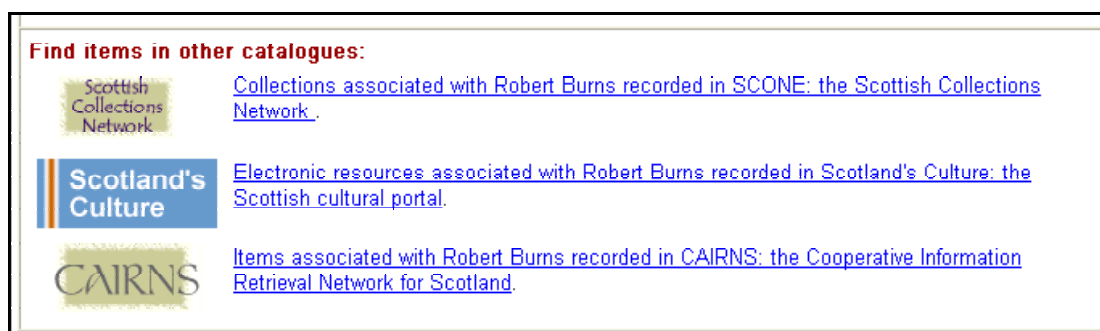 Find items in other catalogues:
Scottish
Collections
Network
Collections associated with Robert Burns recorded in SCONE: the Scottish Collections
Network .
Scotland's
Culture
Electronic resources associated with Robert Burns recorded in Scotland's Culture: the
Scottish cultural portal.
CAIRNS
Items associated with Robert Burns recorded in CAIRNS: the Cooperative Information
Retrieval Network for Scotland.